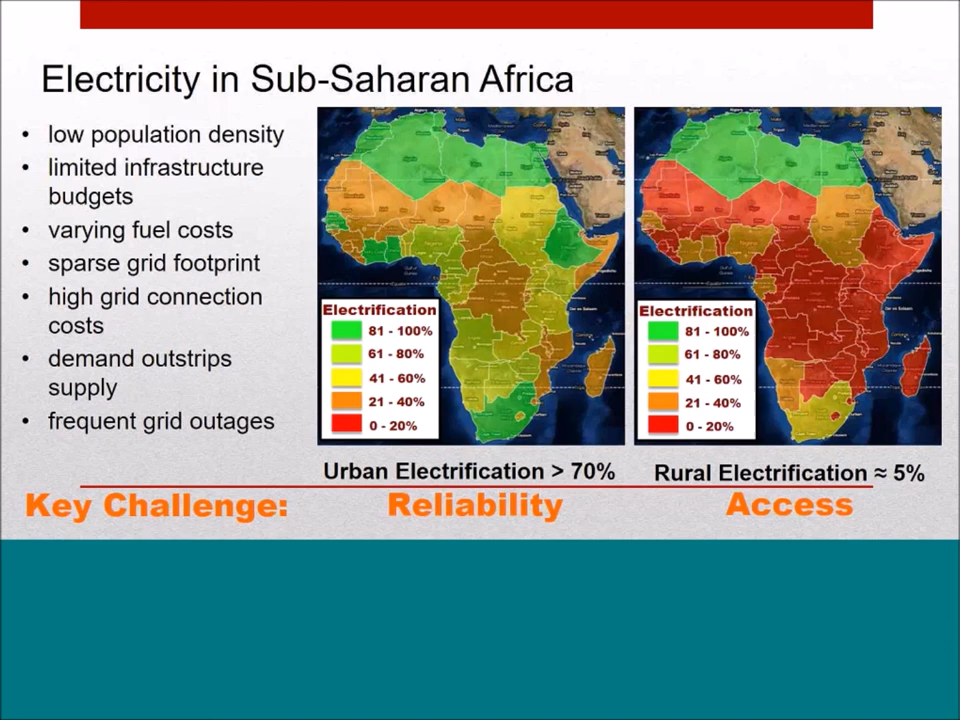 Electricity in Sub-Saharan Africa
• low population density
• limited infrastructure
budgets
• varying fuel costs
• sparse grid footprint
• high grid connection
costs
• demand outstrips
supply
• frequent grid outages
Electrification
81 - 100%
61 - 80%
41 - 60%
21 - 40%
0 - 20%
Urban Electrification > 70%
Electrification
81 - 100%
61 - 80%
41 - 60%
21 - 40%
0 - 20%
Rural Electrification ≈ 5%
Key Challenge: Reliability Access